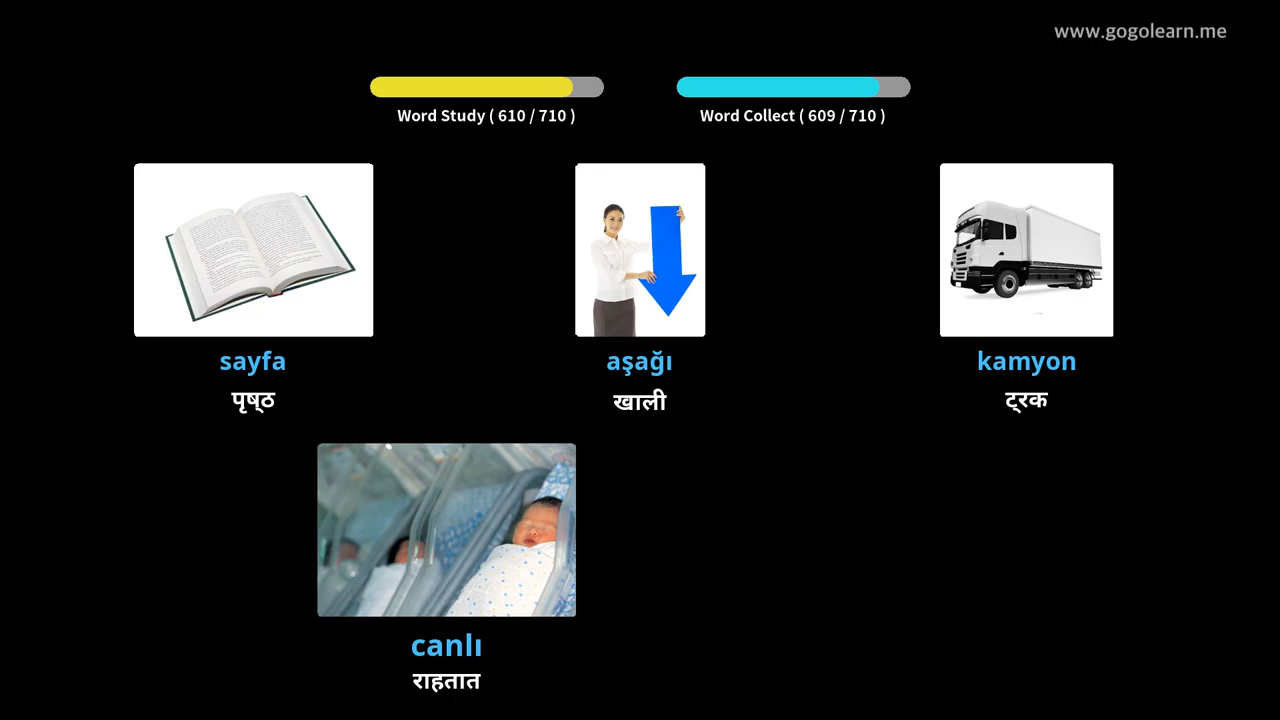 www.gogolearn.me
Word Study ( 610 / 710 )
Word Collect ( 609 / 710 )
sayfa
पृष्ठ
aşağı
खाली
kamyon
ट्रक
canlı
राहतात